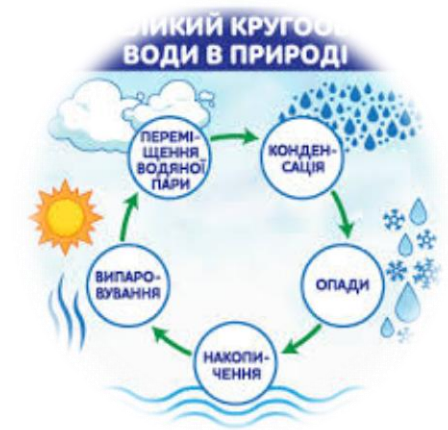 ВОДИ В ПРИРОДІ
ПЕРЕМІ-
ЩЕННЯ
ВОДЯНОЇ
ПАРИ
КОНДЕН-
САЦІЯ
ВИПАРО-
ВУВАННЯ
ОПАДИ
НАКОПИ-
ЧЕННЯ